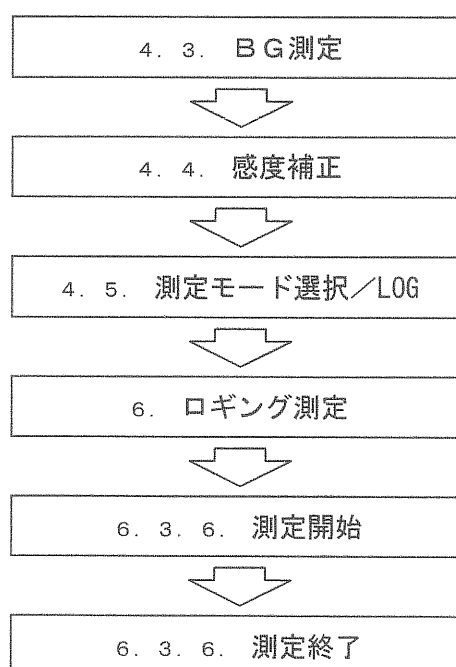 ４．３． ＢＧ測定
４．４． 感度補正
４．５． 測定モード選択／LOG
６． ロギング測定
６．３．６． 測定開始
６．３．６． 測定終了